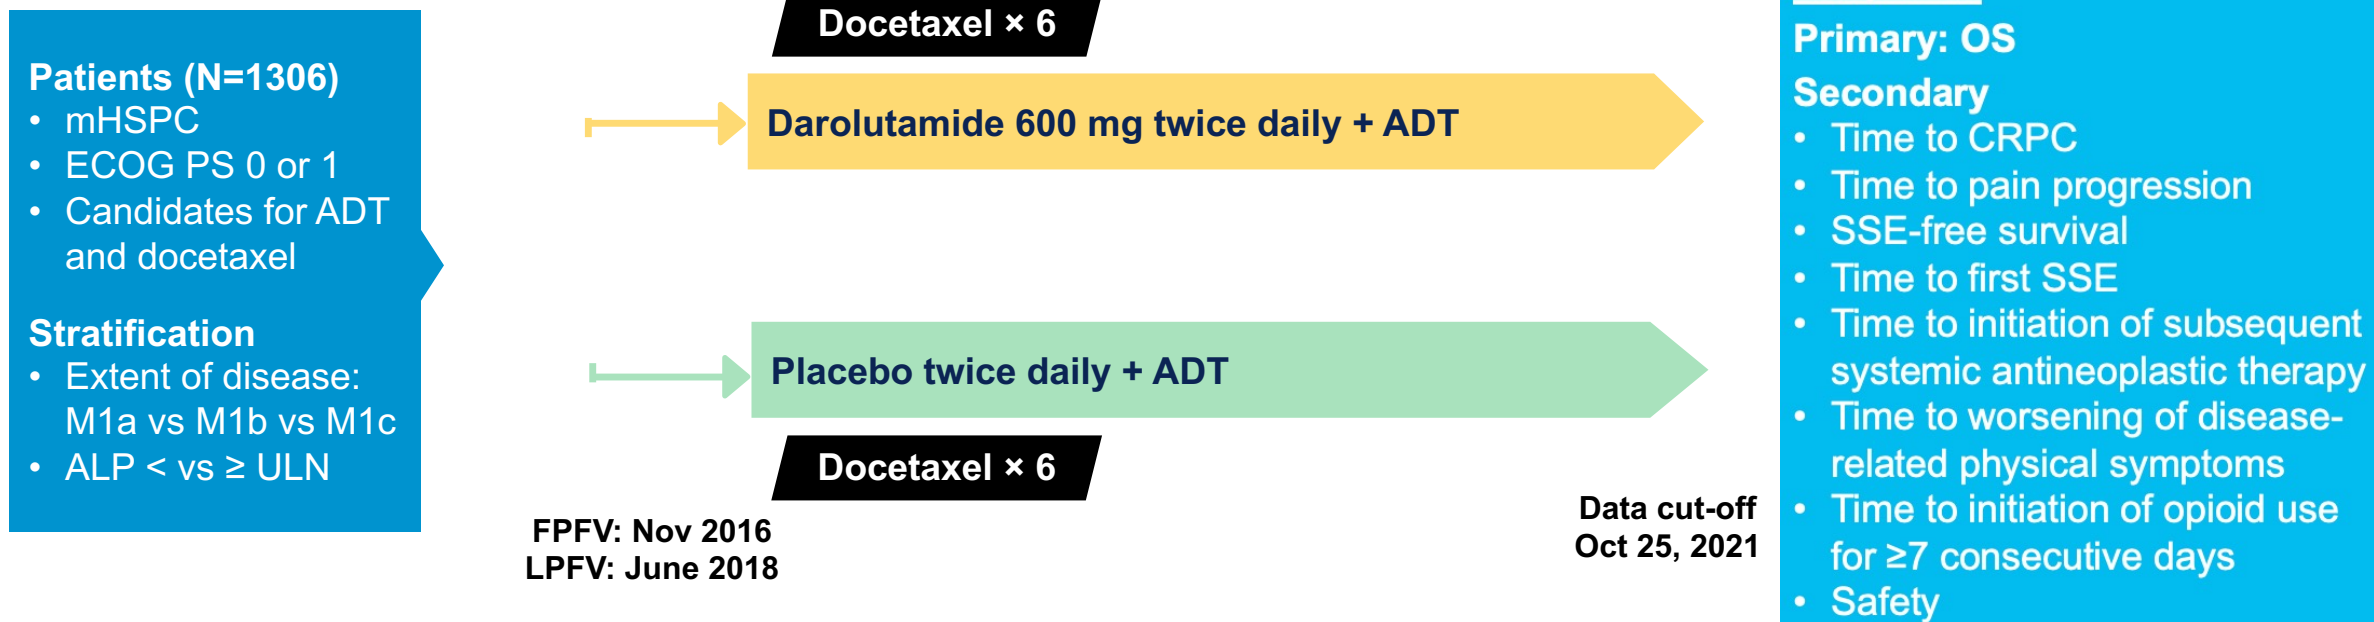 Patients (N=1306)
• mHSPC
• ECOG PS 0 or 1
• Candidates for ADT
and docetaxel
Stratification
• Extent of disease:
M1a vs M1b vs M1c
• ALP < vs ≥ ULN
Docetaxel × 6
Darolutamide 600 mg twice daily + ADT
Placebo twice daily + ADT
Docetaxel × 6
FPFV: Nov 2016
LPFV: June 2018
Data cut-off
Oct 25, 2021
Primary: OS
Secondary
• Time to CRPC
• Time to pain progression
• SSE-free survival
• Time to first SSE
• Time to initiation of subsequent
systemic antineoplastic therapy
• Time to worsening of disease-
related physical symptoms
• Time to initiation of opioid use
for ≥7 consecutive days
• Safety